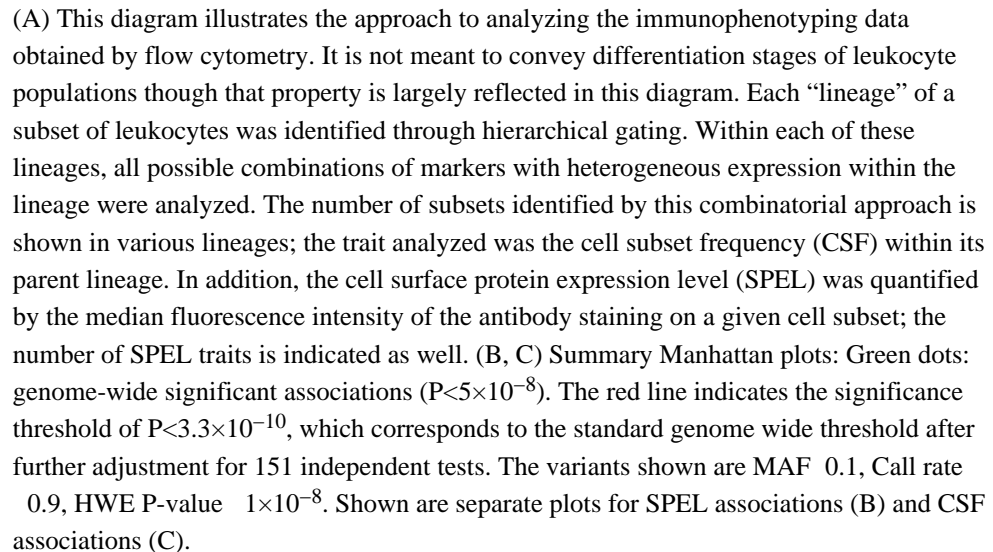 (A) This diagram illustrates the approach to analyzing the immunophenotyping data
obtained by flow cytometry. It is not meant to convey differentiation stages of leukocyte
populations though that property is largely reflected in this diagram. Each “lineage” of a
subset of leukocytes was identified through hierarchical gating. Within each of these
lineages, all possible combinations of markers with heterogeneous expression within the
lineage were analyzed. The number of subsets identified by this combinatorial approach is
shown in various lineages; the trait analyzed was the cell subset frequency (CSF) within its
parent lineage. In addition, the cell surface protein expression level (SPEL) was quantified
by the median fluorescence intensity of the antibody staining on a given cell subset; the
number of SPEL traits is indicated as well. (B, C) Summary Manhattan plots: Green dots:
genome-wide significant associations (P<5×10⁻⁸). The red line indicates the significance
threshold of P<3.3×10⁻¹⁰, which corresponds to the standard genome wide threshold after
further adjustment for 151 independent tests. The variants shown are MAF 0.1, Call rate
0.9, HWE P-value 1×10⁻⁸. Shown are separate plots for SPEL associations (B) and CSF
associations (C).